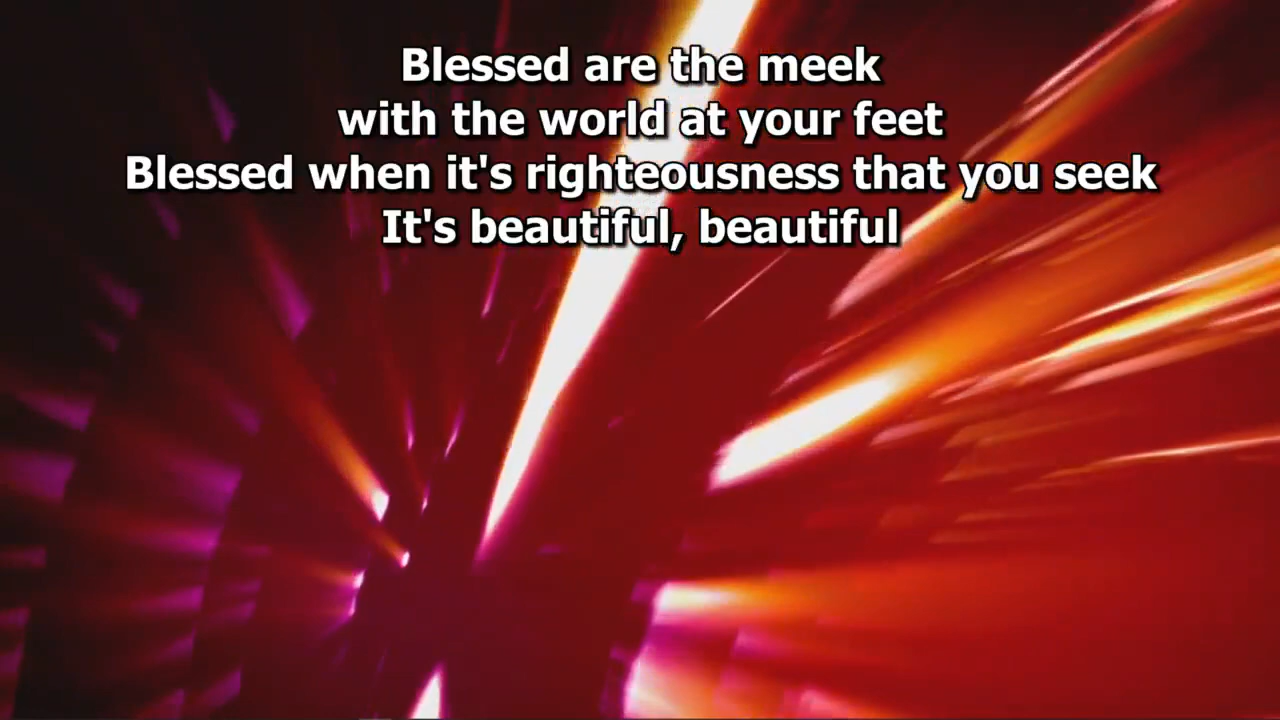 Blessed are the meek
with the world at your feet
Blessed when it's righteousness that you seek
It's beautiful, beautiful